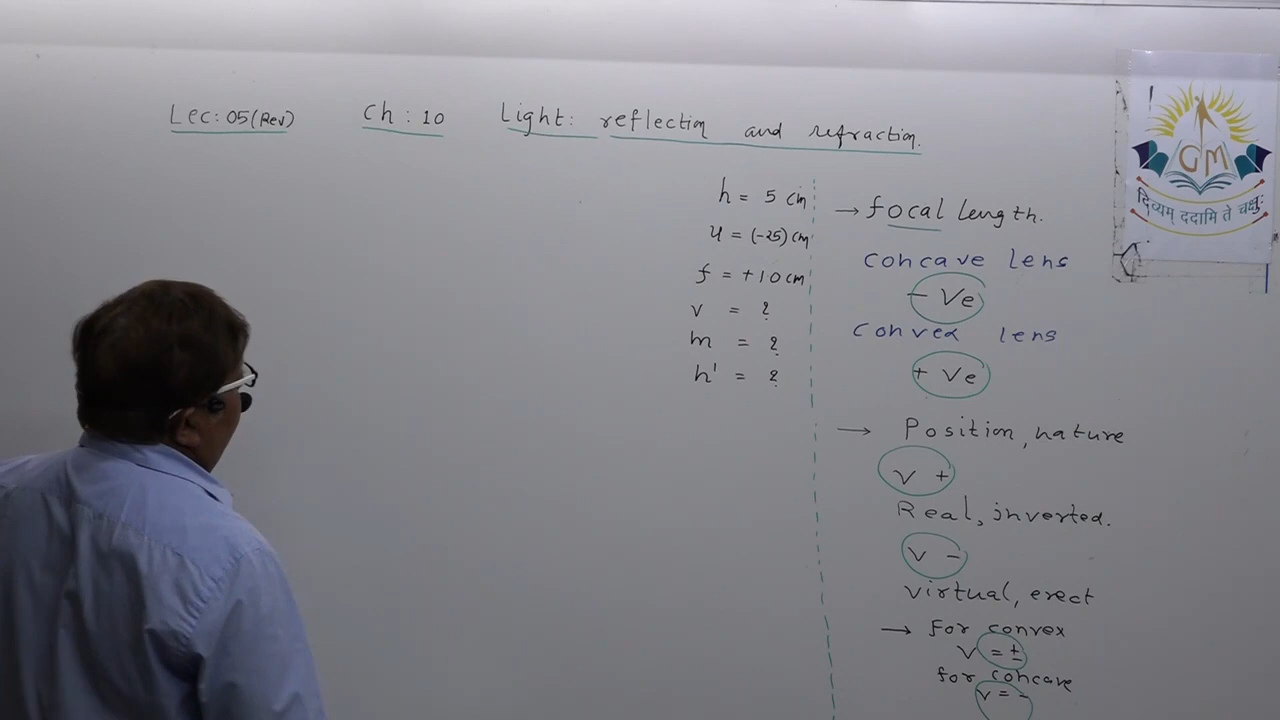 Lec: 05 (Rev) Ch: 10 Light: reflection and refraction.
h = 5 cm
u = (-25) cm
f = +10 cm
v = ?
m = ?
h' = ?
→ focal length.
concave lens
- Ve
convex lens
+ Ve
→ Position, nature
v +
Real, inverted.
v -
virtual, erect
→ For convex
v = ±
for concave
v = -
GM
दिव्यम् ददामि ते चक्षुः